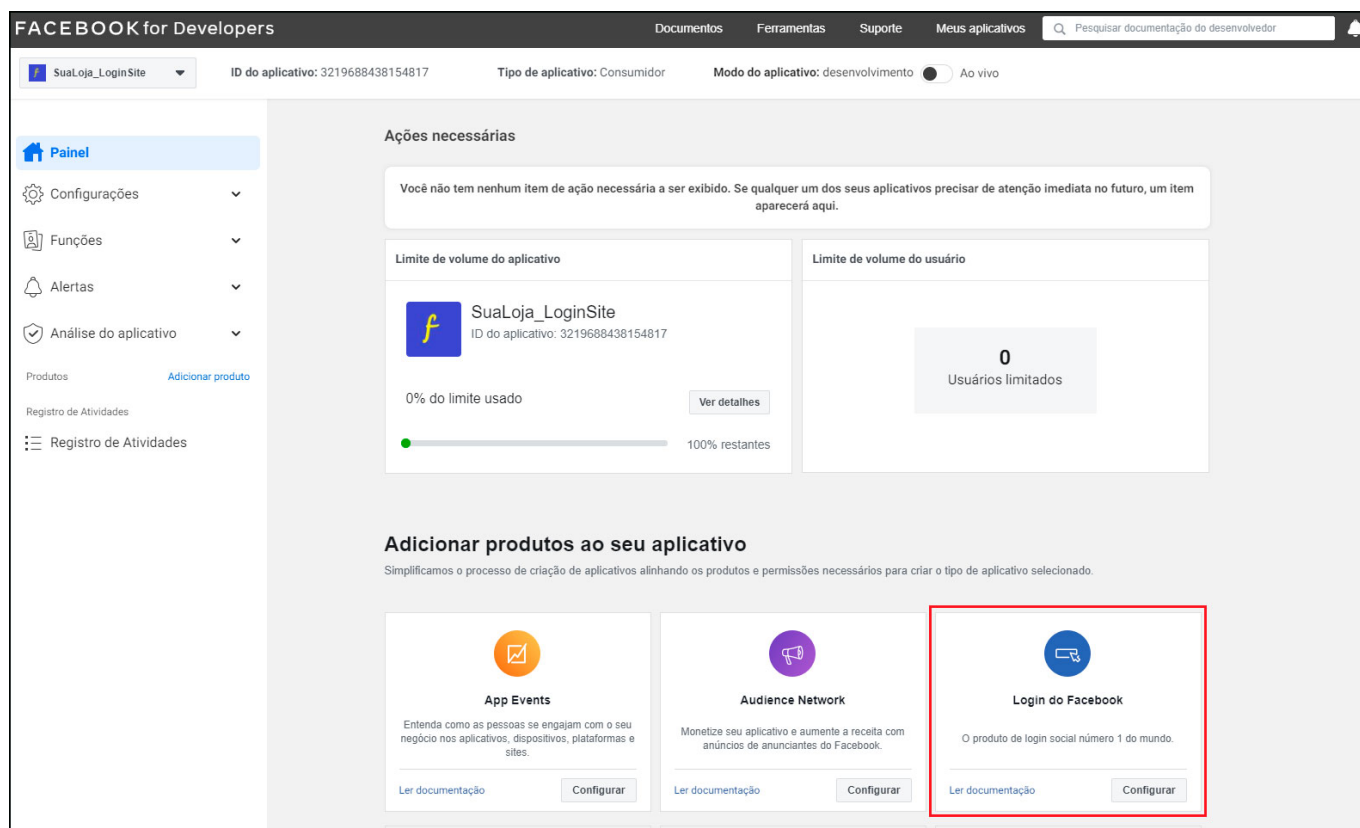 FACEBOOK for Developers
Documentos
Ferramentas
Suporte
Meus aplicativos
Pesquisar documentação do desenvolvedor
SuaLoja_LoginSite
ID do aplicativo: 3219688438154817
Tipo de aplicativo: Consumidor
Modo do aplicativo: desenvolvimento
Ao vivo
Painel
Configurações
Funções
Alertas
Análise do aplicativo
Produtos
Adicionar produto
Registro de Atividades
Registro de Atividades
Ações necessárias
Você não tem nenhum item de ação necessária a ser exibido. Se qualquer um dos seus aplicativos precisar de atenção imediata no futuro, um item
aparecerá aqui.
Limite de volume do aplicativo
f
SuaLoja_LoginSite
ID do aplicativo: 3219688438154817
0% do limite usado
Ver detalhes
100% restantes
Limite de volume do usuário
0
Usuários limitados
Adicionar produtos ao seu aplicativo
Simplificamos o processo de criação de aplicativos alinhando os produtos e permissões necessários para criar o tipo de aplicativo selecionado.
App Events
Entenda como as pessoas se engajam com o seu
negócio nos aplicativos, dispositivos, plataformas e
sites.
Ler documentação
Configurar
Audience Network
Monetize seu aplicativo e aumente a receita com
anúncios de anunciantes do Facebook.
Ler documentação
Configurar
Login do Facebook
O produto de login social número 1 do mundo.
Ler documentação
Configurar